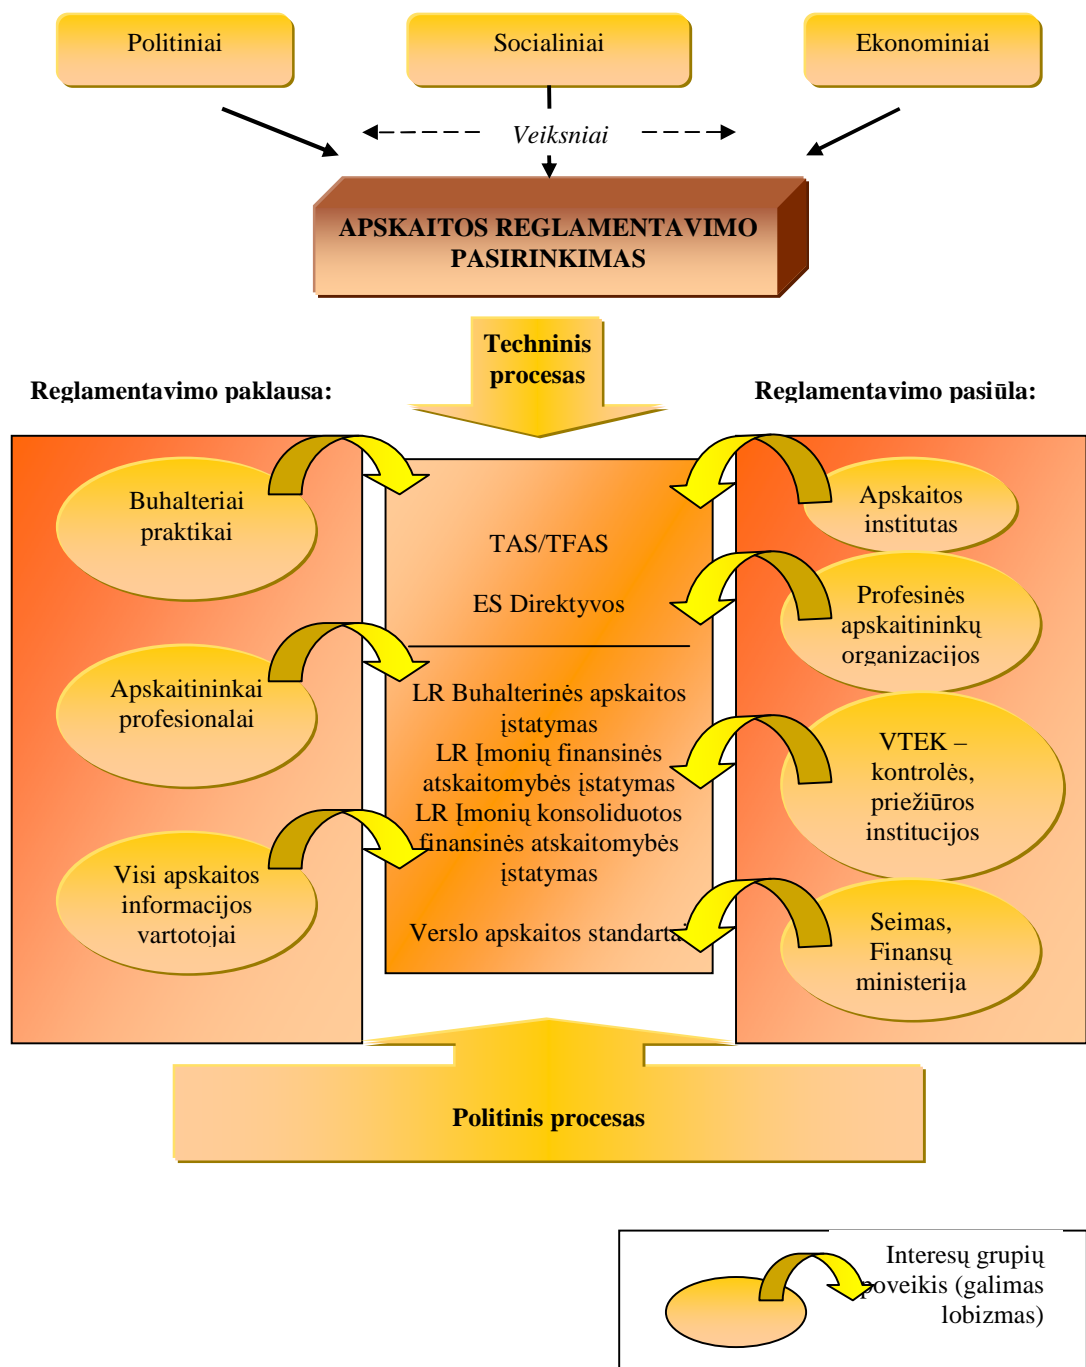 Politiniai
Socialiniai
Ekonominiai
Veiksniai
APSKAITOS REGLAMENTAVIMO
PASIRINKIMAS
Techninis
procesas
Reglamentavimo paklausa:
Reglamentavimo pasiūla:
Buhalteriai
praktikai
Apskaitininkai
profesionalai
Visi apskaitos
informacijos
vartotojai
TAS/TFAS
ES Direktyvos
LR Buhalterinės apskaitos
įstatymas
LR Įmonių finansinės
atskaitomybės įstatymas
LR Įmonių konsoliduotos
finansinės atskaitomybės
įstatymas
Verslo apskaitos standartai
Apskaitos
institutas
Profesinės
apskaitininkų
organizacijos
VTEK –
kontrolės,
priežiūros
institucijos
Seimas,
Finansų
ministerija
Politinis procesas
Interesų grupių
poveikis (galimas
lobizmas)